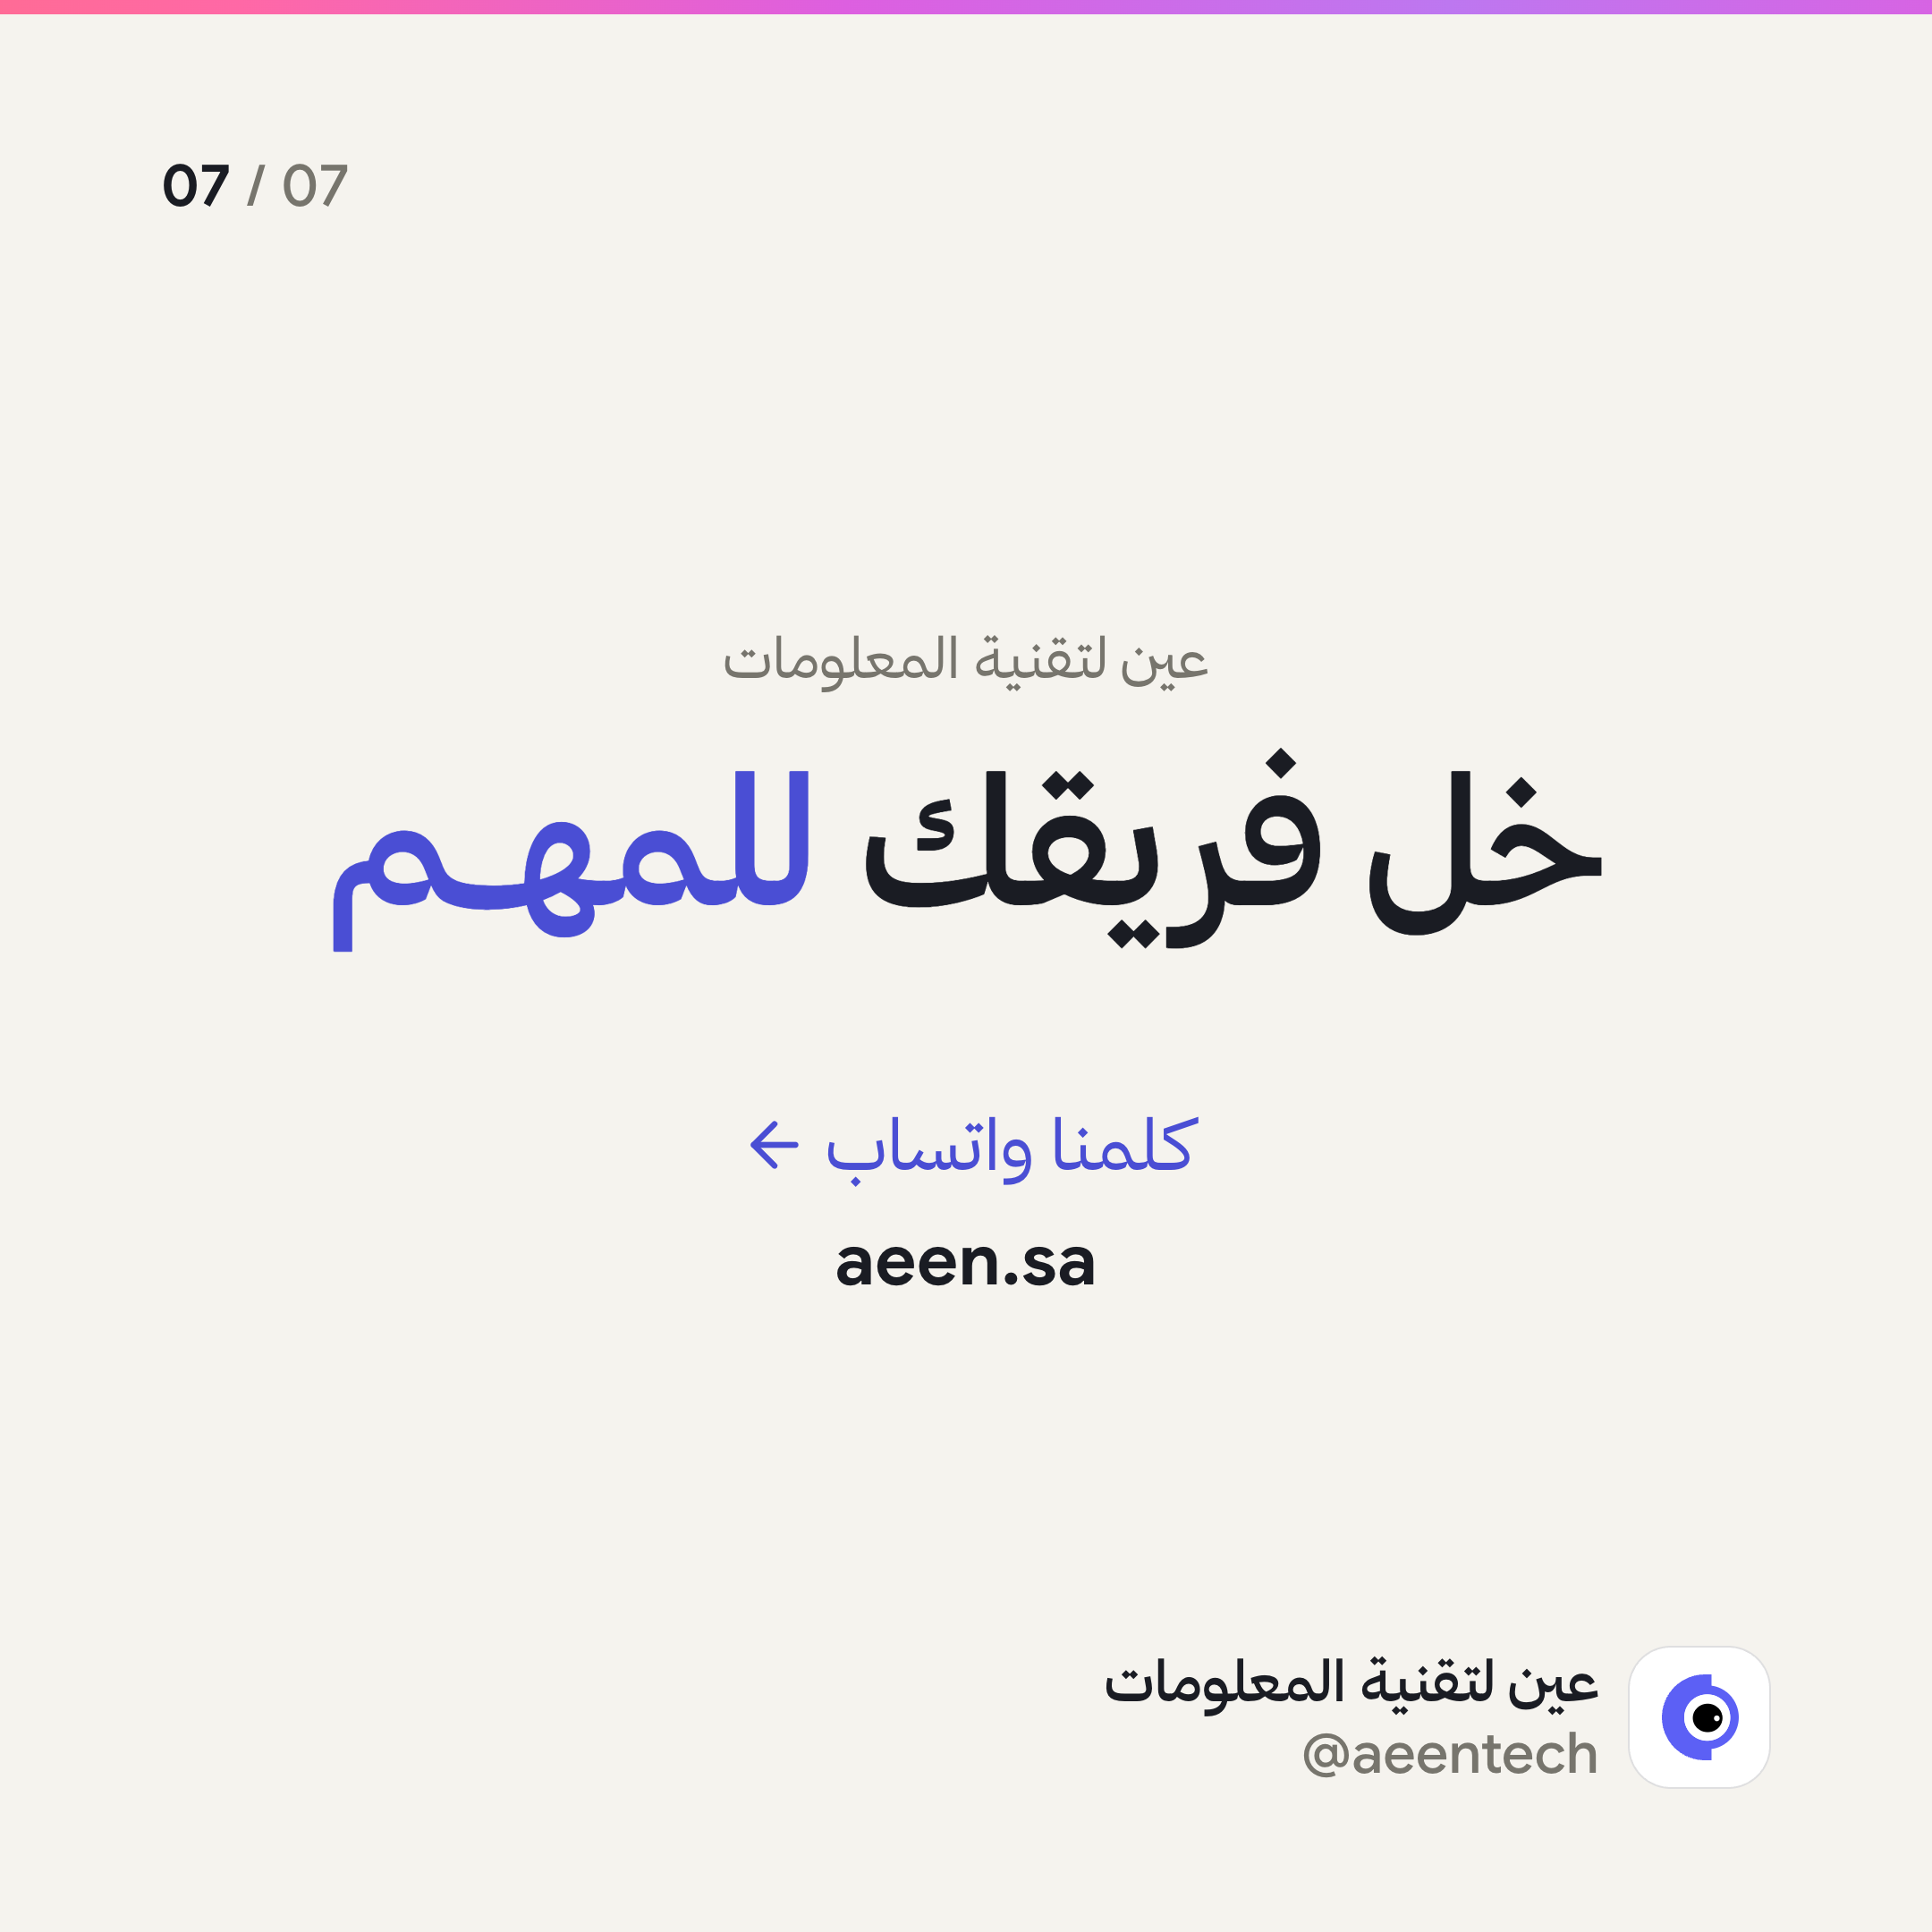 07 / 07
عين لتقنية المعلومات
خل فريقك للمهم
كلمنا واتساب ←
aeen.sa
عين لتقنية المعلومات
@aeentech